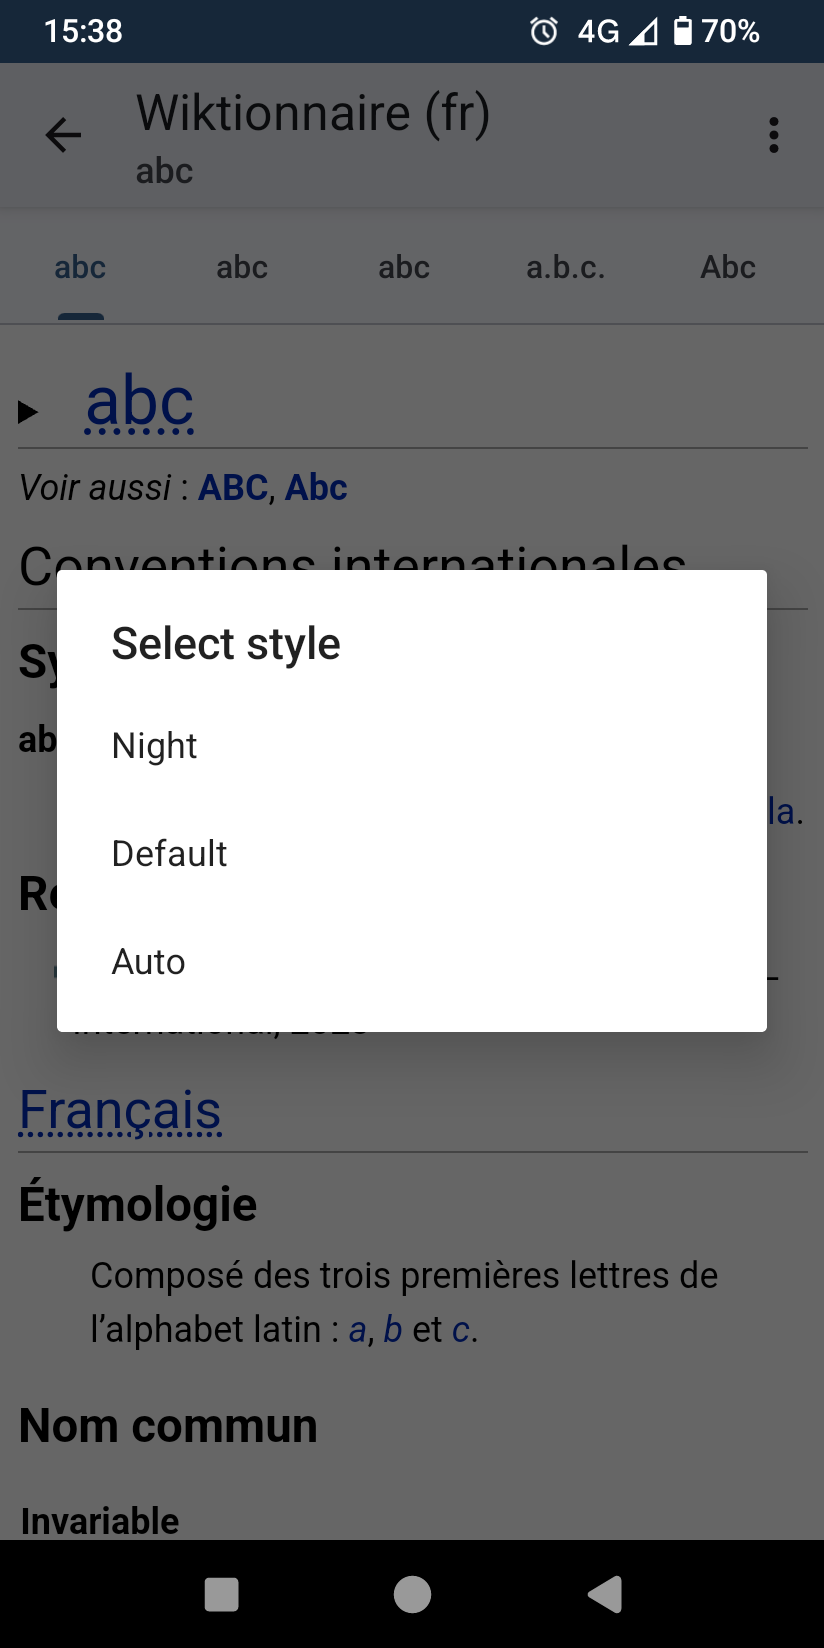 15:38 4G 70%
Wiktionnaire (fr)
abc
abc abc abc a.b.c. Abc
abc
Voir aussi : ABC, Abc
Conventions internationales
Select style
Night
la.
Default
Auto
Français
Étymologie
Composé des trois premières lettres de
l’alphabet latin : a, b et c.
Nom commun
Invariable